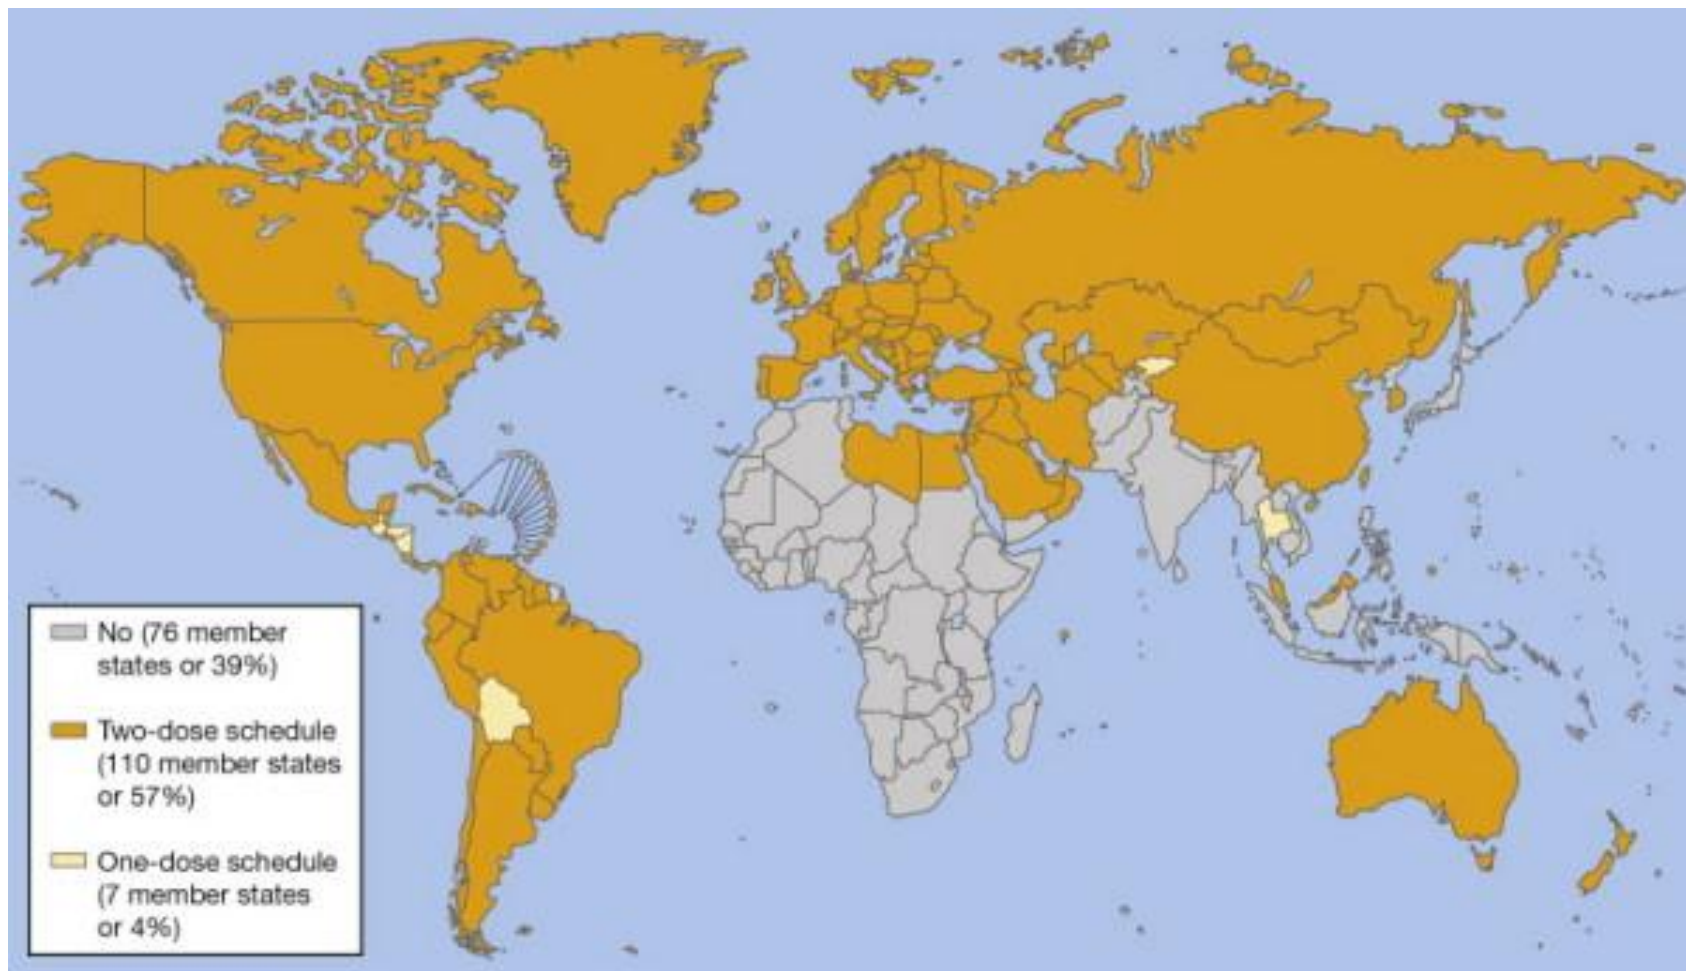 No (76 member
states or 39%)
Two-dose schedule
(110 member states
or 57%)
One-dose schedule
(7 member states
or 4%)